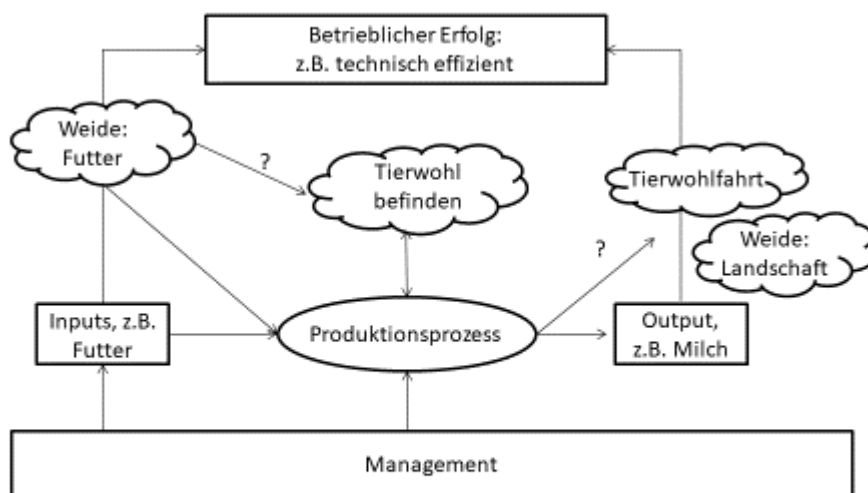 Betrieblicher Erfolg:
z.B. technisch effizient
Weide:
Futter
?
Tierwohl
befinden
Tierwohlfahrt
Weide:
Landschaft
?
Inputs, z.B.
Futter
Produktionsprozess
Output,
z.B. Milch
Management